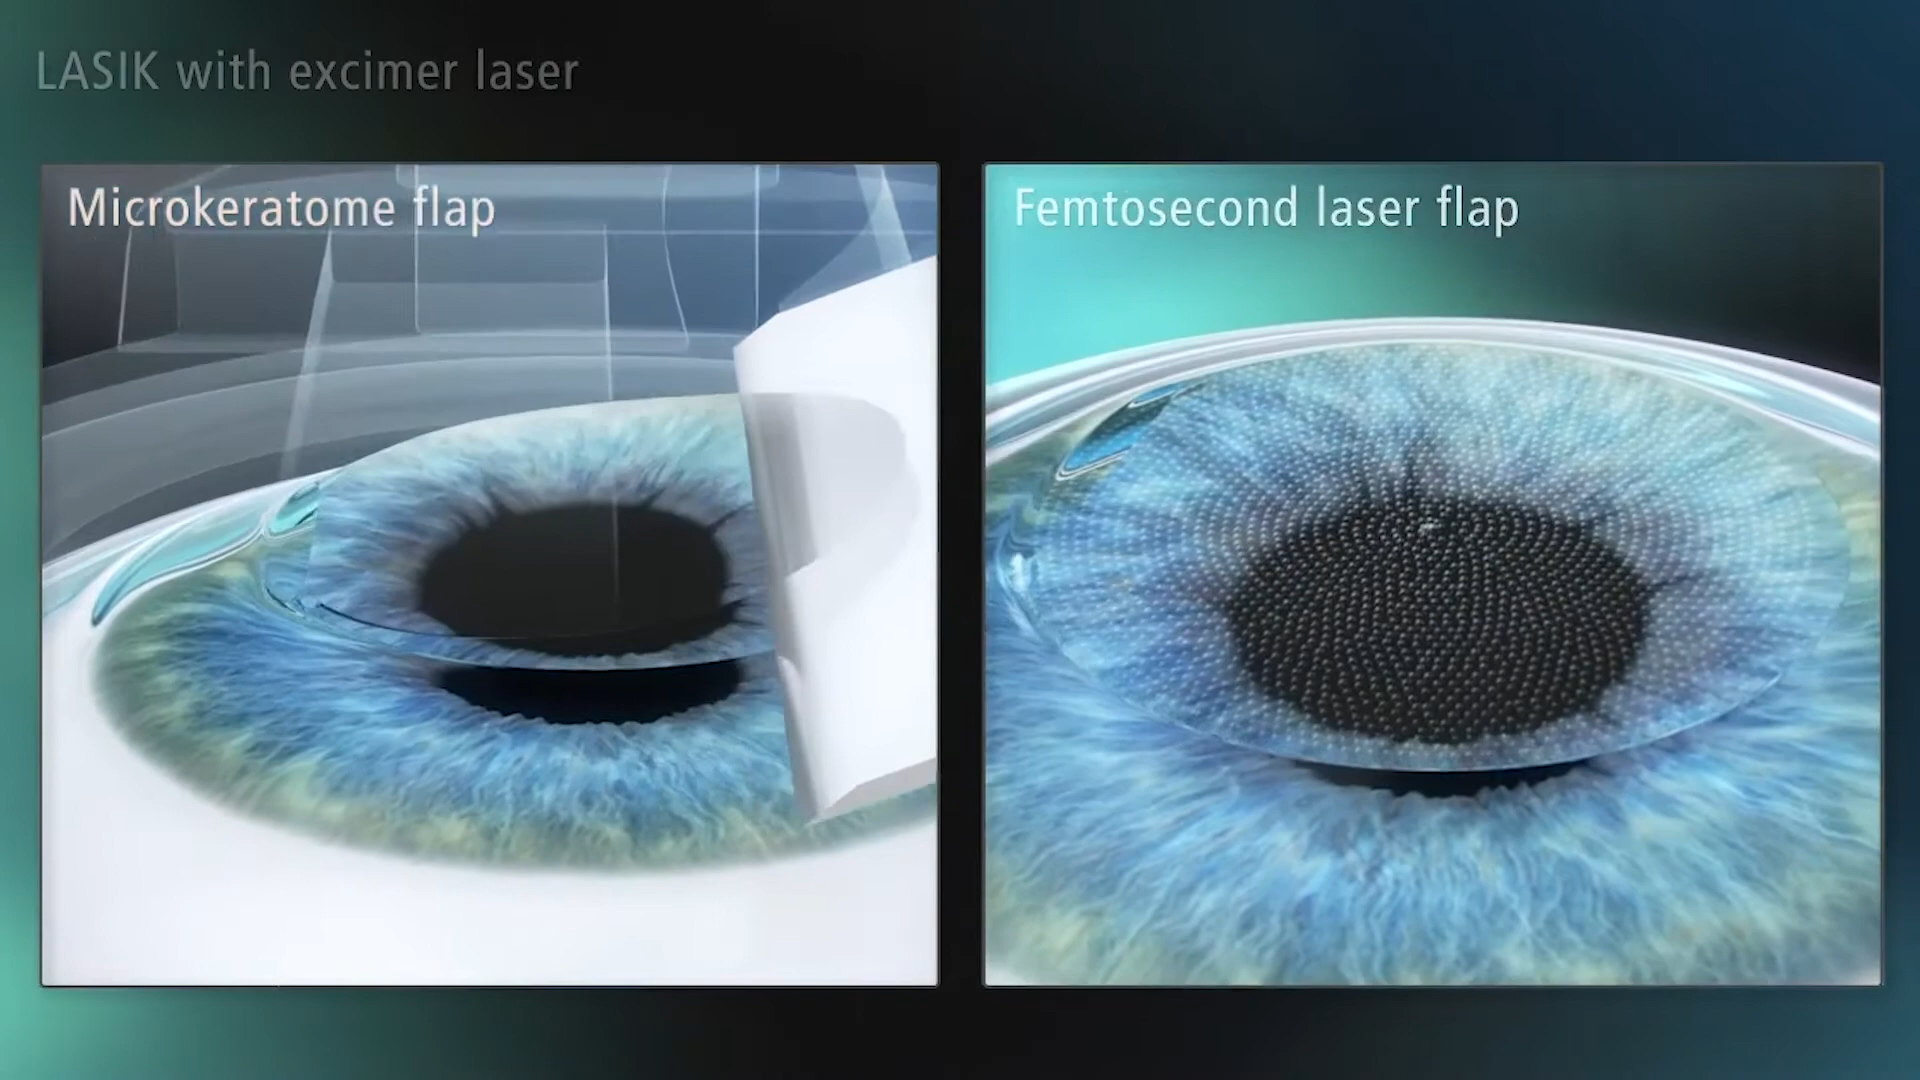 LASIK with excimer laser
Microkeratome flap
Femtosecond laser flap